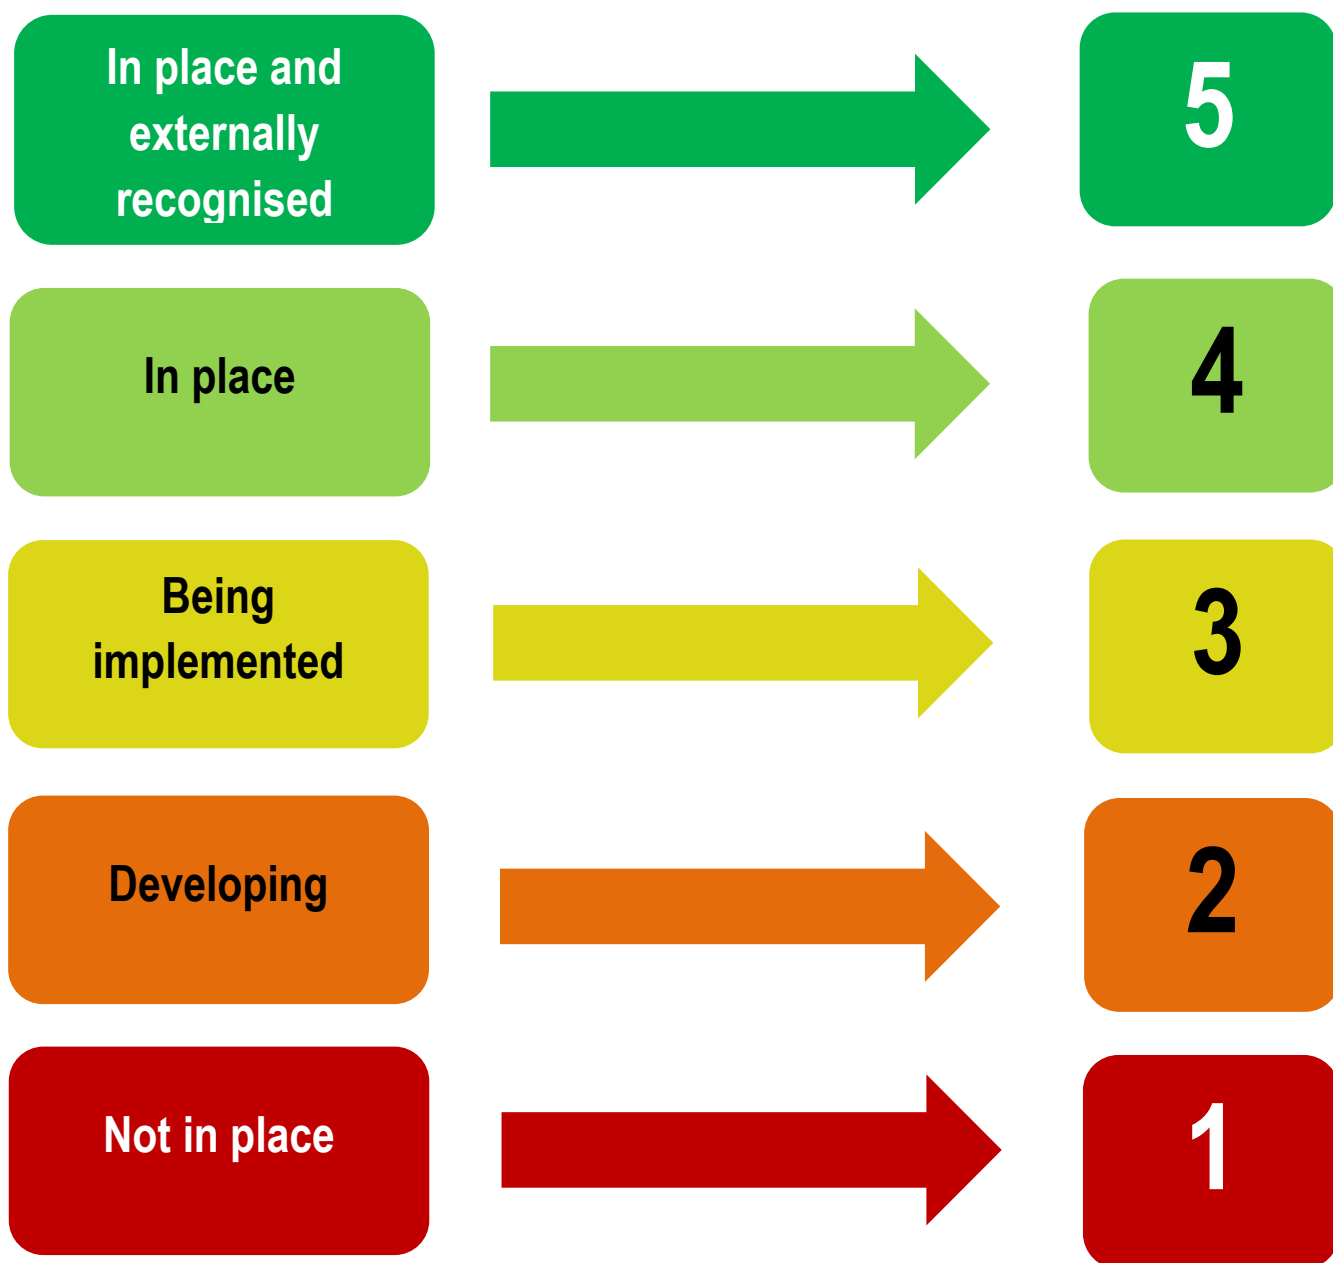 In place and
externally
recognised
5
In place
4
Being
implemented
3
Developing
2
Not in place
1